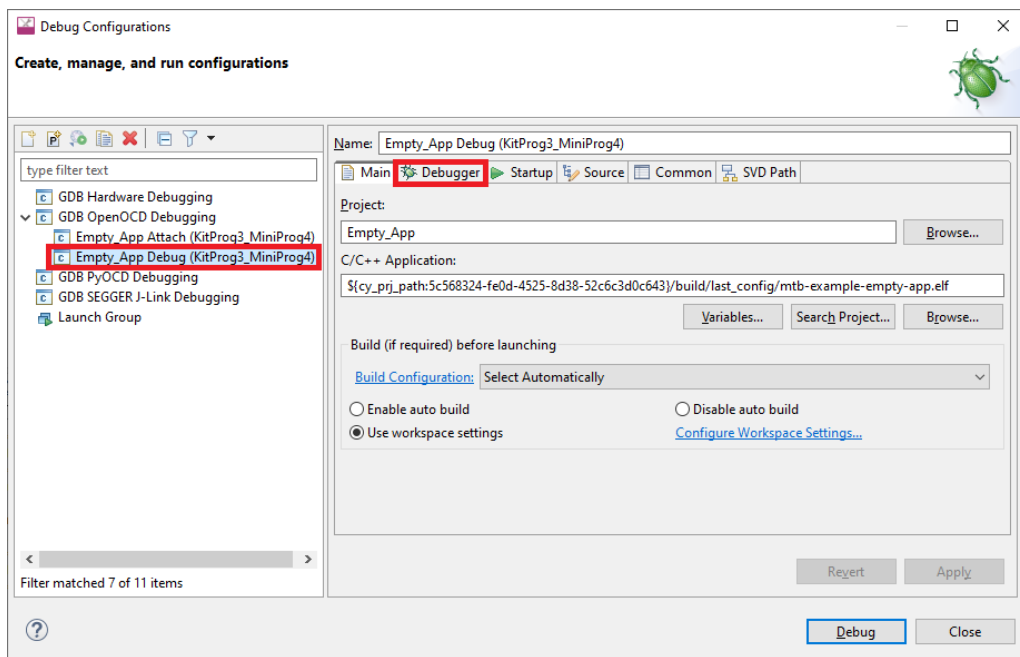 Debug Configurations
Create, manage, and run configurations
type filter text
GDB Hardware Debugging
GDB OpenOCD Debugging
Empty_App Attach (KitProg3_MiniProg4)
Empty_App Debug (KitProg3_MiniProg4)
GDB PyOCD Debugging
GDB SEGGER J-Link Debugging
Launch Group
Filter matched 7 of 11 items
Name: Empty_App Debug (KitProg3_MiniProg4)
Main Debugger Startup Source Common SVD Path
Project:
Empty_App Browse...
C/C++ Application:
${cy_prj_path:5c568324-fe0d-4525-8d38-52c6c3d0c643}/build/last_config/mtb-example-empty-app.elf
Variables... Search Project... Browse...
Build (if required) before launching
Build Configuration: Select Automatically
Enable auto build Disable auto build
Use workspace settings Configure Workspace Settings...
Revert Apply
Debug Close